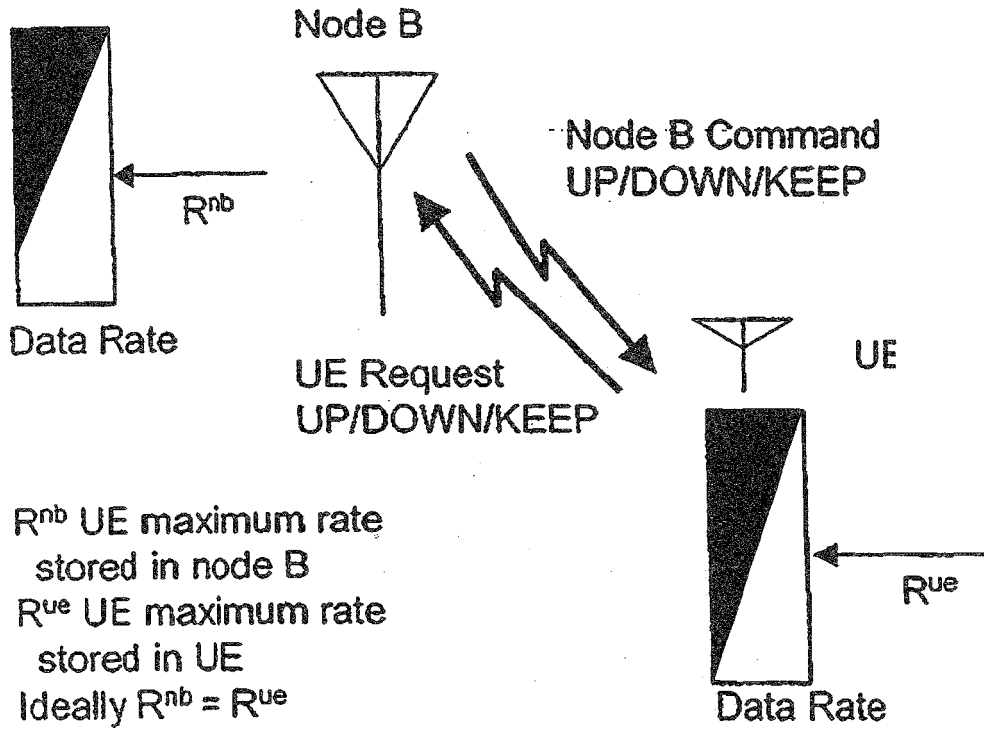 Node B
Node B Command
UP/DOWN/KEEP
R^nb
Data Rate
UE
UE Request
UP/DOWN/KEEP
R^nb UE maximum rate
stored in node B
R^ue UE maximum rate
stored in UE
Ideally R^nb = R^ue
R^ue
Data Rate